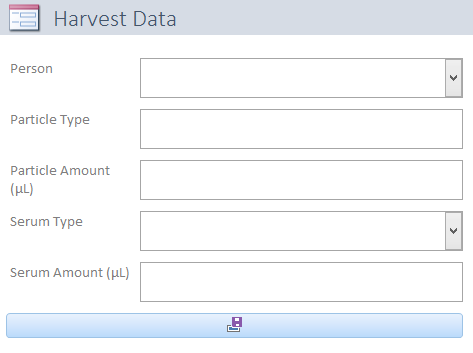 Harvest Data
Person
Particle Type
Particle Amount
(µL)
Serum Type
Serum Amount (µL)